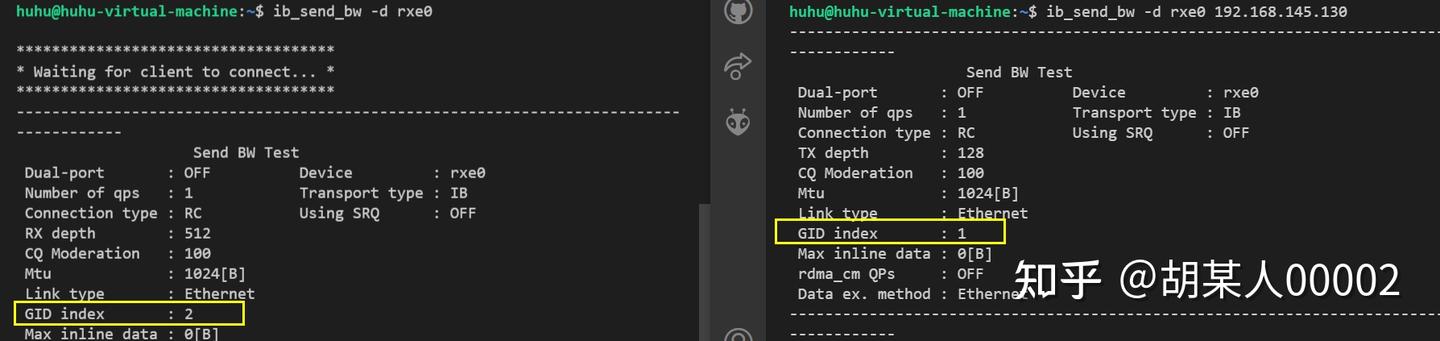 huhu@huhu-virtual-machine:~$ ib_send_bw -d rxe0
************************************
* Waiting for client to connect... *
************************************
---------------------------------------------------------------------------------------
Send BW Test
Dual-port : OFF Device : rxe0
Number of qps : 1 Transport type : IB
Connection type : RC Using SRQ : OFF
RX depth : 512
CQ Moderation : 100
Mtu : 1024[B]
Link type : Ethernet
GID index : 2
Max inline data : 0[B]
huhu@huhu-virtual-machine:~$ ib_send_bw -d rxe0 192.168.145.130
---------------------------------------------------------------------------------------
Send BW Test
Dual-port : OFF Device : rxe0
Number of qps : 1 Transport type : IB
Connection type : RC Using SRQ : OFF
TX depth : 128
CQ Moderation : 100
Mtu : 1024[B]
Link type : Ethernet
GID index : 1
Max inline data : 0[B]
rdma_cm QPs : OFF
Data ex. method : Ethernet
---------------------------------------------------------------------------------------
知乎 @胡某人00002